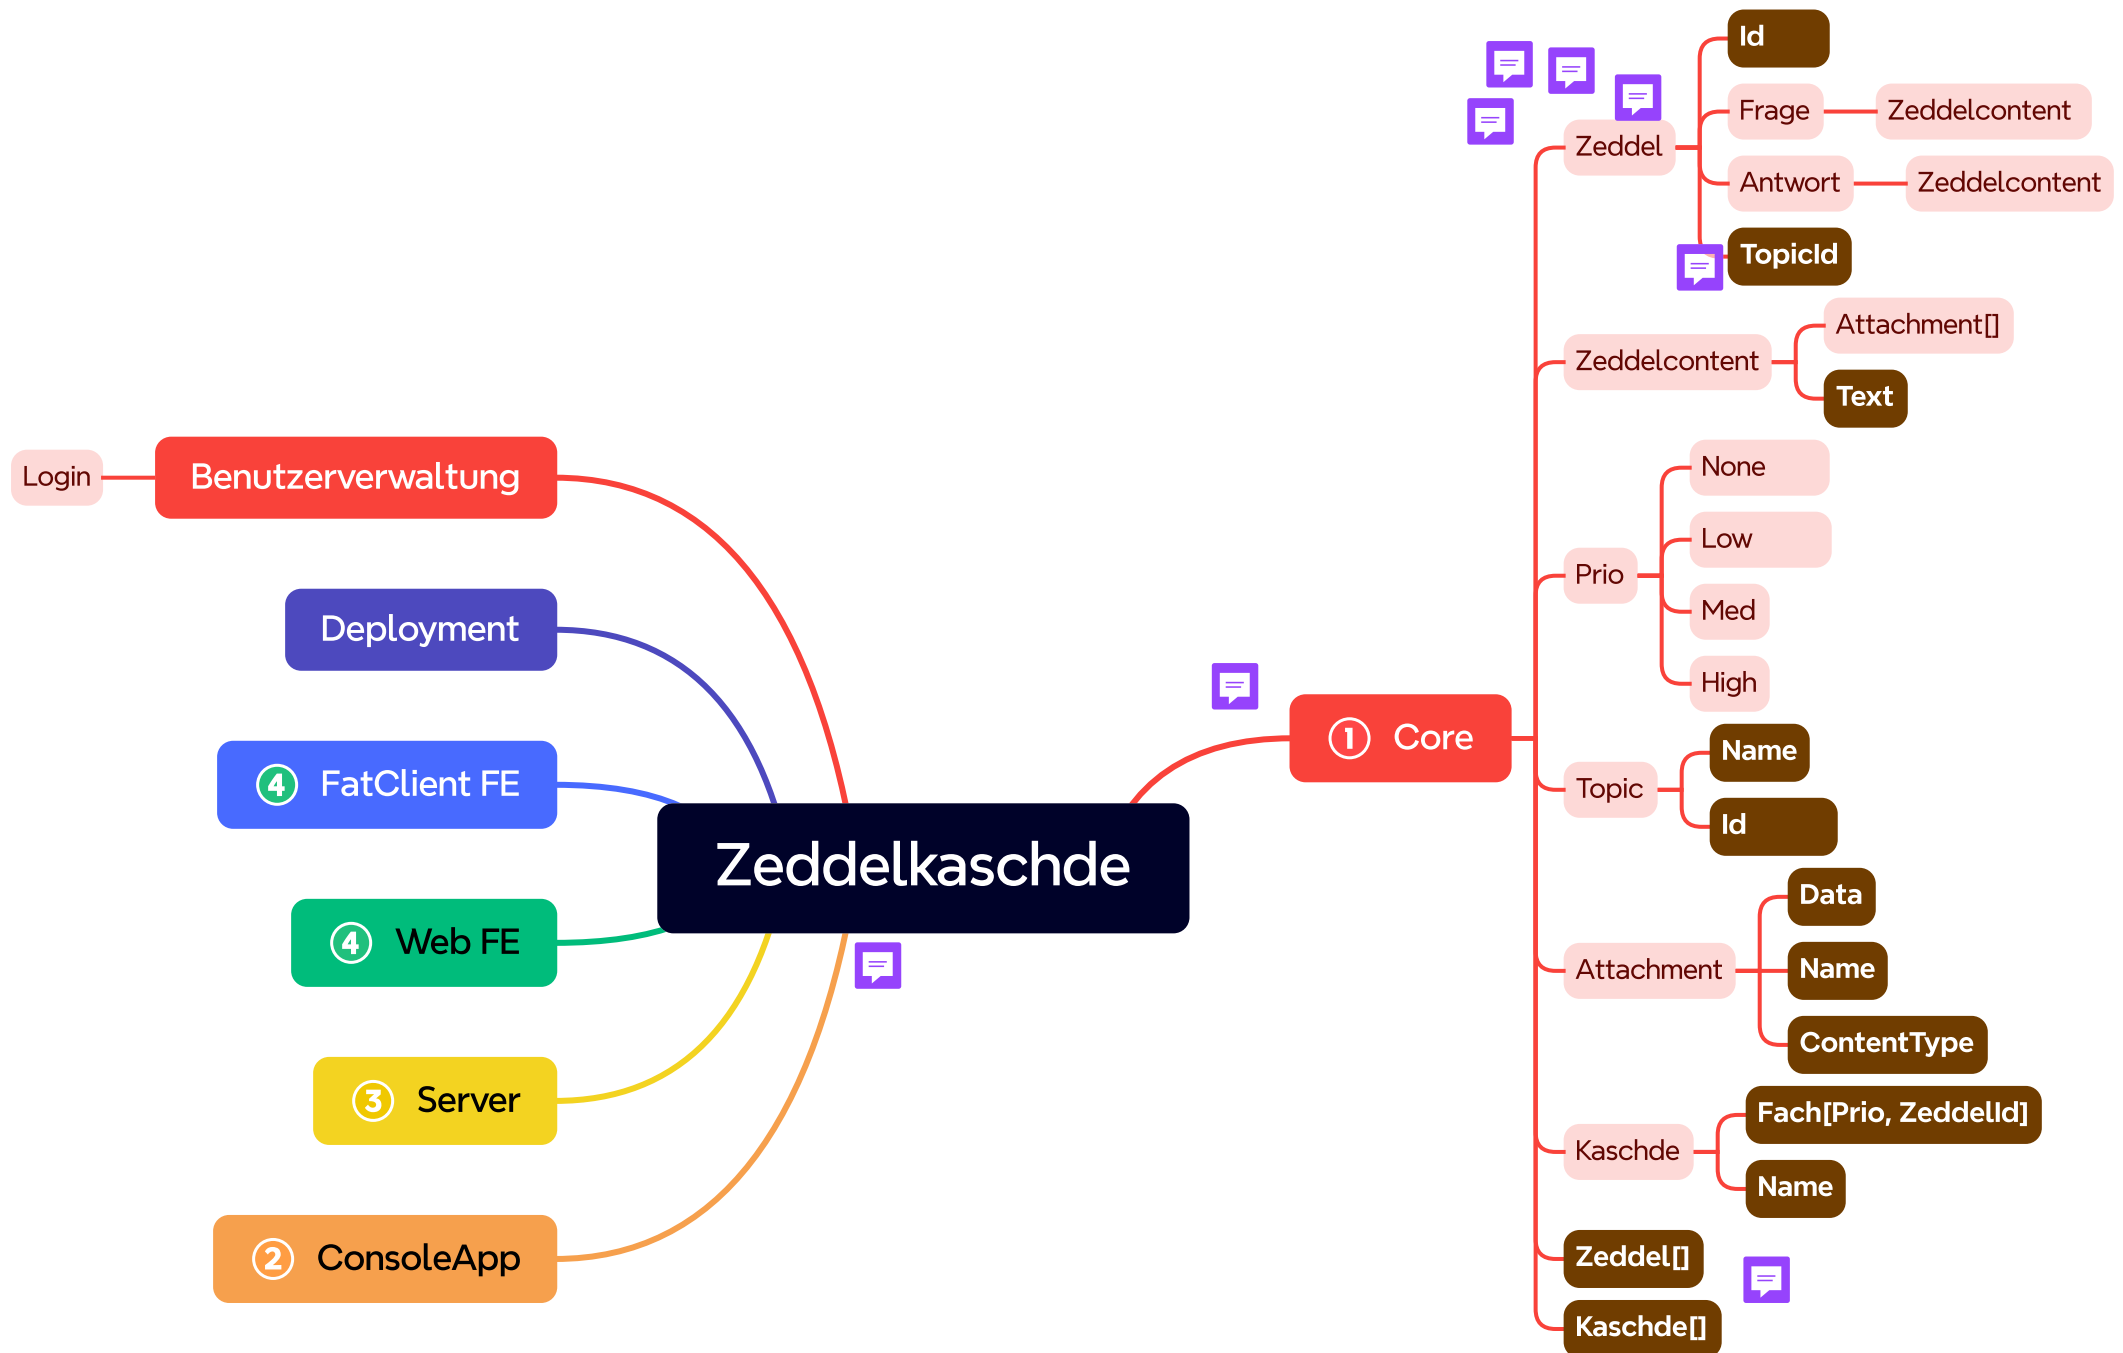 Login
Benutzerverwaltung
Deployment
4 FatClient FE
4 Web FE
3 Server
2 ConsoleApp
Zeddelkaschde
1 Core
Zeddel
Id
Frage
Zeddelcontent
Antwort
Zeddelcontent
TopicId
Zeddelcontent
Attachment[]
Text
Prio
None
Low
Med
High
Topic
Name
Id
Attachment
Data
Name
ContentType
Kaschde
Fach[Prio, ZeddelId]
Name
Zeddel[]
Kaschde[]